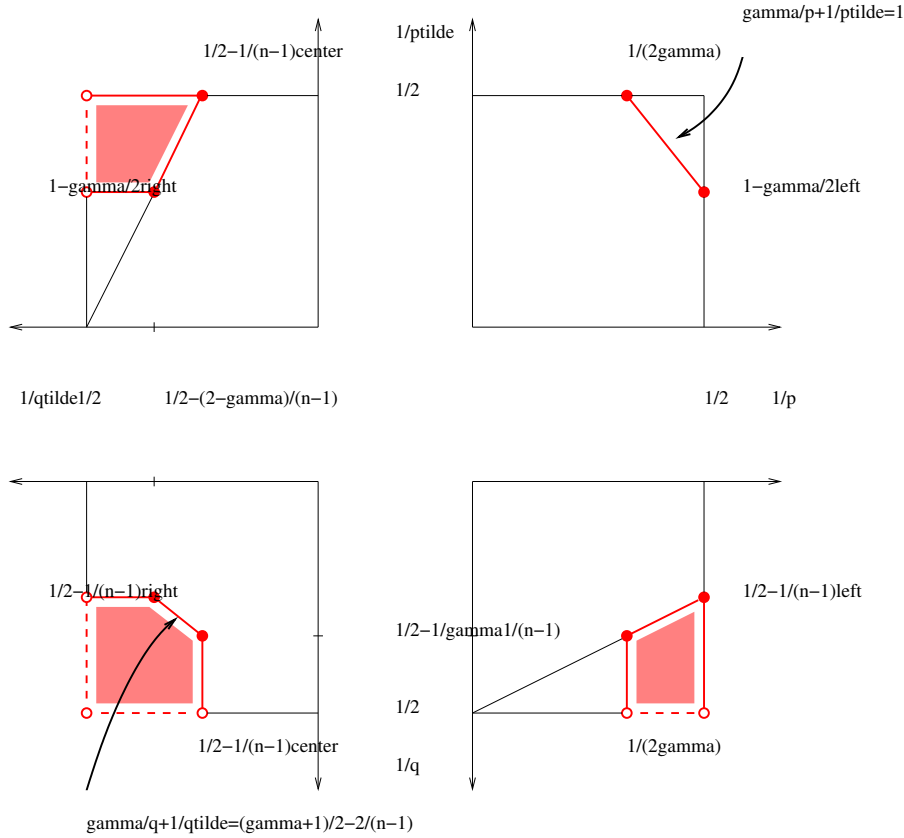 gamma/p+1/ptilde=1
1/ptilde
1/2−1/(n−1)center
1/(2gamma)
1/2
1−gamma/2right
1−gamma/2left
1/qtilde1/2
1/2−(2−gamma)/(n−1)
1/2
1/p
1/2−1/(n−1)right
1/2−1/(n−1)left
1/2−1/gamma1/(n−1)
1/2
1/2−1/(n−1)center
1/(2gamma)
1/q
gamma/q+1/qtilde=(gamma+1)/2−2/(n−1)